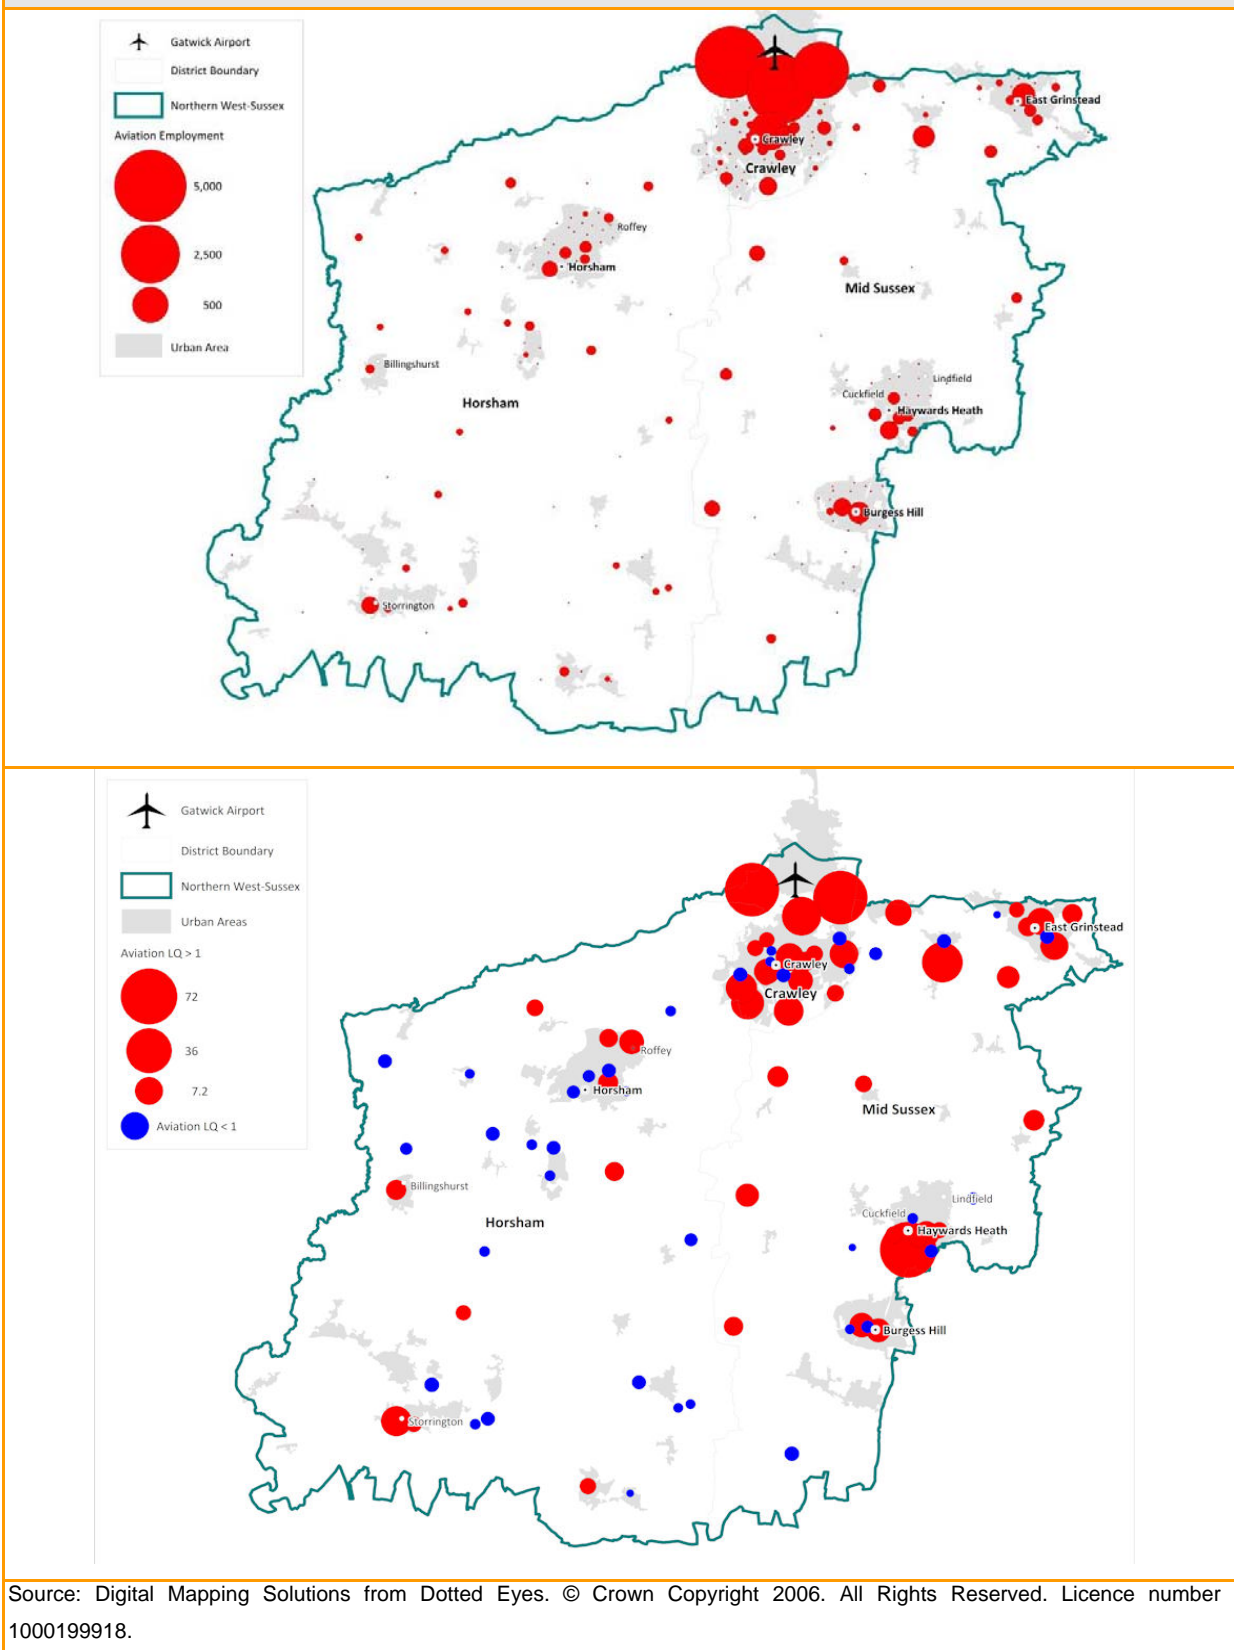 Gatwick Airport
District Boundary
Northern West-Sussex
Aviation Employment
5,000
2,500
500
Urban Area
East Grinstead
Crawley
Crawley
Roffey
Horsham
Mid Sussex
Billingshurst
Horsham
Lindfield
Cuckfield
Haywards Heath
Burgess Hill
Storrington
Gatwick Airport
District Boundary
Northern West-Sussex
Urban Areas
Aviation LQ > 1
72
36
7.2
Aviation LQ < 1
East Grinstead
Crawley
Crawley
Roffey
Horsham
Mid Sussex
Billingshurst
Horsham
Lindfield
Cuckfield
Haywards Heath
Burgess Hill
Storrington
Source: Digital Mapping Solutions from Dotted Eyes. © Crown Copyright 2006. All Rights Reserved. Licence number
1000199918.